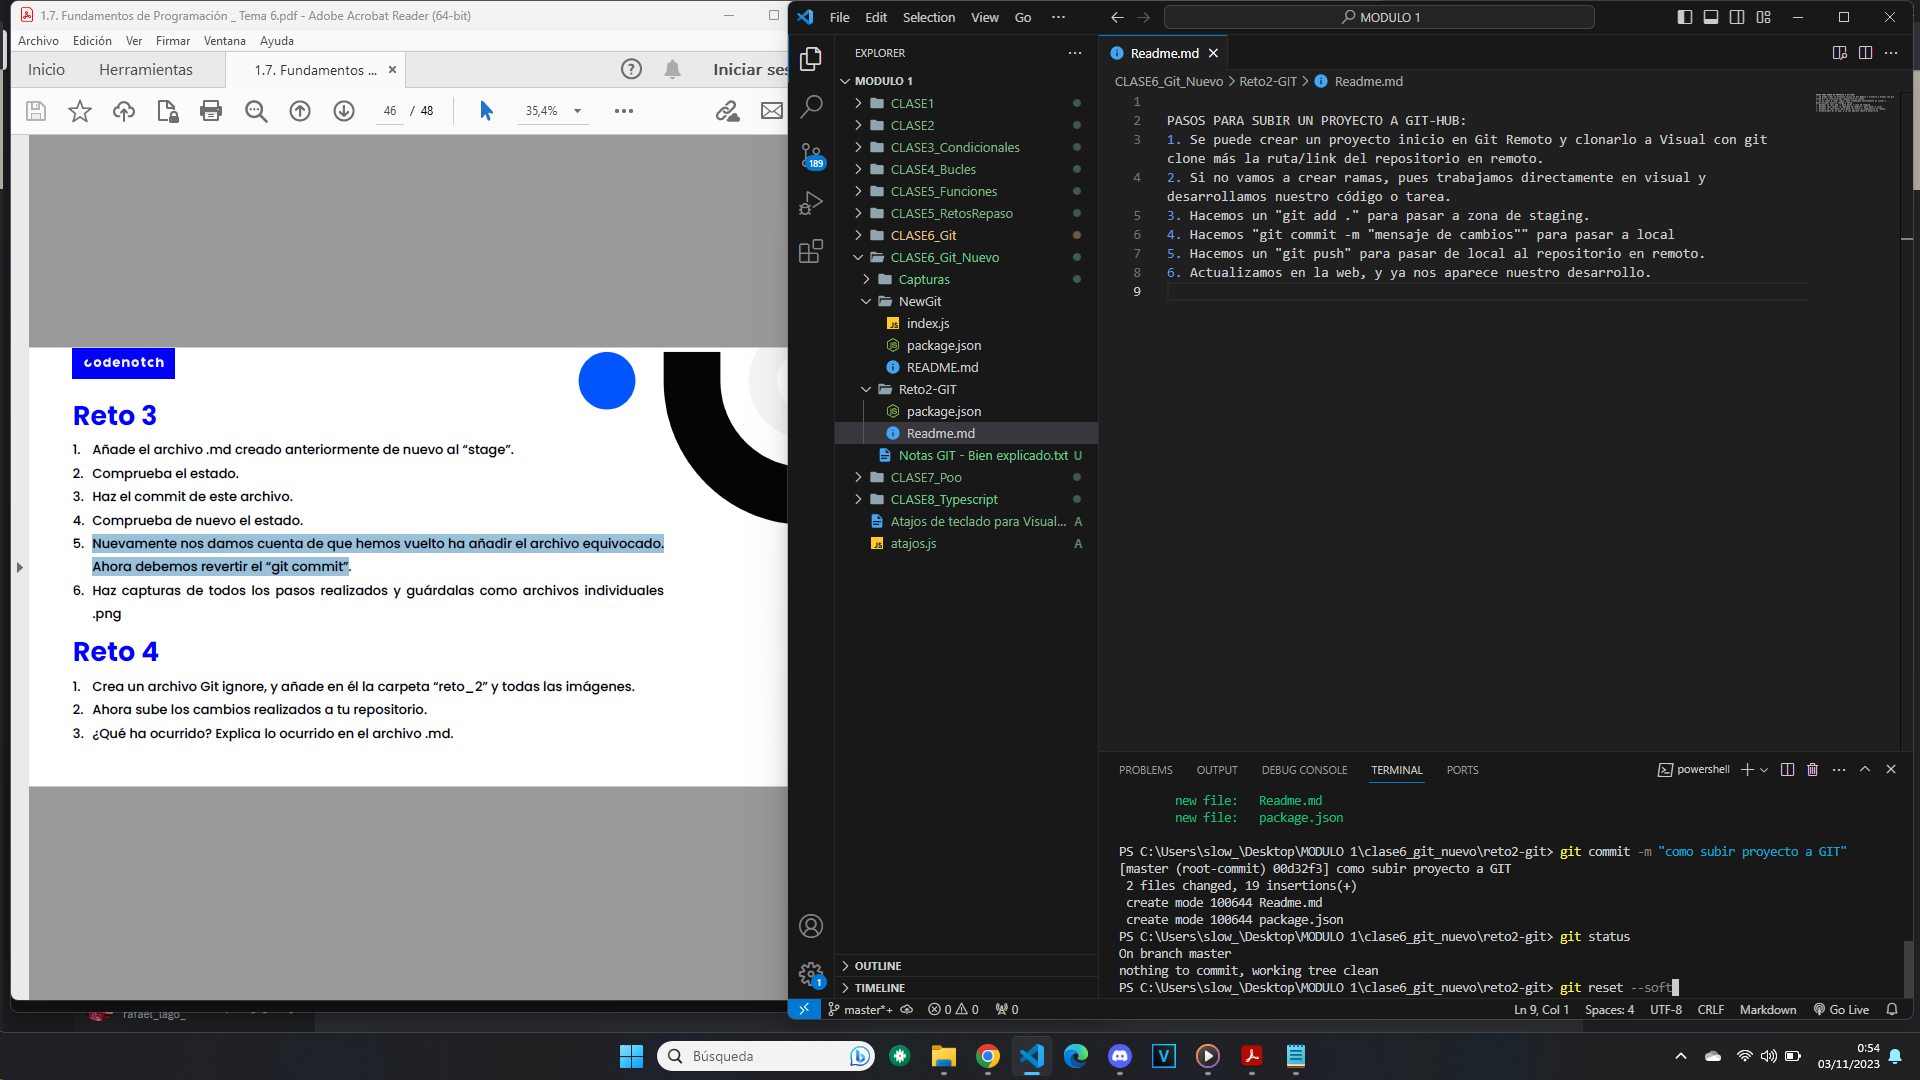 1.7. Fundamentos de Programación _ Tema 6.pdf - Adobe Acrobat Reader (64-bit)
Archivo Edición Ver Firmar Ventana Ayuda
Inicio Herramientas 1.7. Fundamentos ... × Iniciar ses
46 / 48 35,4%
codenotch
Reto 3
1. Añade el archivo .md creado anteriormente de nuevo al “stage”.
2. Comprueba el estado.
3. Haz el commit de este archivo.
4. Comprueba de nuevo el estado.
5. Nuevamente nos damos cuenta de que hemos vuelto ha añadir el archivo equivocado.
Ahora debemos revertir el “git commit”.
6. Haz capturas de todos los pasos realizados y guárdalas como archivos individuales
.png
Reto 4
1. Crea un archivo Git ignore, y añade en él la carpeta “reto_2” y todas las imágenes.
2. Ahora sube los cambios realizados a tu repositorio.
3. ¿Qué ha ocurrido? Explica lo ocurrido en el archivo .md.
rafael_lago_
File Edit Selection View Go ··· MODULO 1
189
1
EXPLORER
MODULO 1
CLASE1
CLASE2
CLASE3_Condicionales
CLASE4_Bucles
CLASE5_Funciones
CLASE5_RetosRepaso
CLASE6_Git
CLASE6_Git_Nuevo
Capturas
NewGit
index.js
package.json
README.md
Reto2-GIT
package.json
Readme.md
Notas GIT - Bien explicado.txt U
CLASE7_Poo
CLASE8_Typescript
Atajos de teclado para Visual... A
atajos.js A
OUTLINE
TIMELINE
Readme.md
CLASE6_Git_Nuevo > Reto2-GIT > Readme.md
1
2 PASOS PARA SUBIR UN PROYECTO A GIT-HUB:
3 1. Se puede crear un proyecto inicio en Git Remoto y clonarlo a Visual con git
clone más la ruta/link del repositorio en remoto.
4 2. Si no vamos a crear ramas, pues trabajamos directamente en visual y
desarrollamos nuestro código o tarea.
5 3. Hacemos un "git add ." para pasar a zona de staging.
6 4. Hacemos "git commit -m "mensaje de cambios"" para pasar a local
7 5. Hacemos un "git push" para pasar de local al repositorio en remoto.
8 6. Actualizamos en la web, y ya nos aparece nuestro desarrollo.
9
PROBLEMS OUTPUT DEBUG CONSOLE TERMINAL PORTS powershell
new file: Readme.md
new file: package.json
PS C:\Users\slow_\Desktop\MODULO 1\clase6_git_nuevo\reto2-git> git commit -m "como subir proyecto a GIT"
[master (root-commit) 00d32f3] como subir proyecto a GIT
2 files changed, 19 insertions(+)
create mode 100644 Readme.md
create mode 100644 package.json
PS C:\Users\slow_\Desktop\MODULO 1\clase6_git_nuevo\reto2-git> git status
On branch master
nothing to commit, working tree clean
PS C:\Users\slow_\Desktop\MODULO 1\clase6_git_nuevo\reto2-git> git reset --soft
master*+ 0 0 0 Ln 9, Col 1 Spaces: 4 UTF-8 CRLF Markdown Go Live
Búsqueda
0:54
03/11/2023